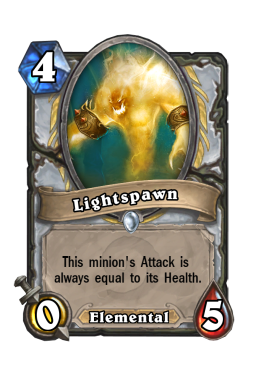 4
Lightspawn
This minion's Attack is
always equal to its Health.
0
Elemental
5